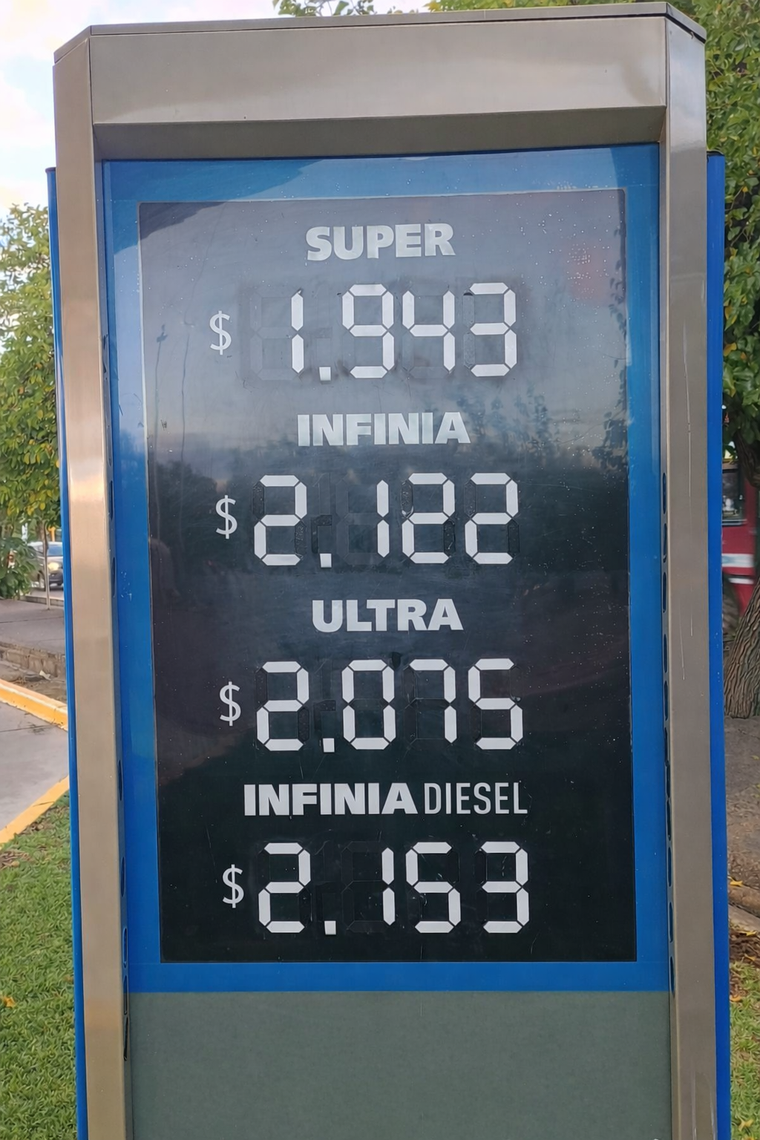 SUPER
$ 1.943
INFINIA
$ 2.122
ULTRA
$ 2.075
INFINIA DIESEL
$ 2.153